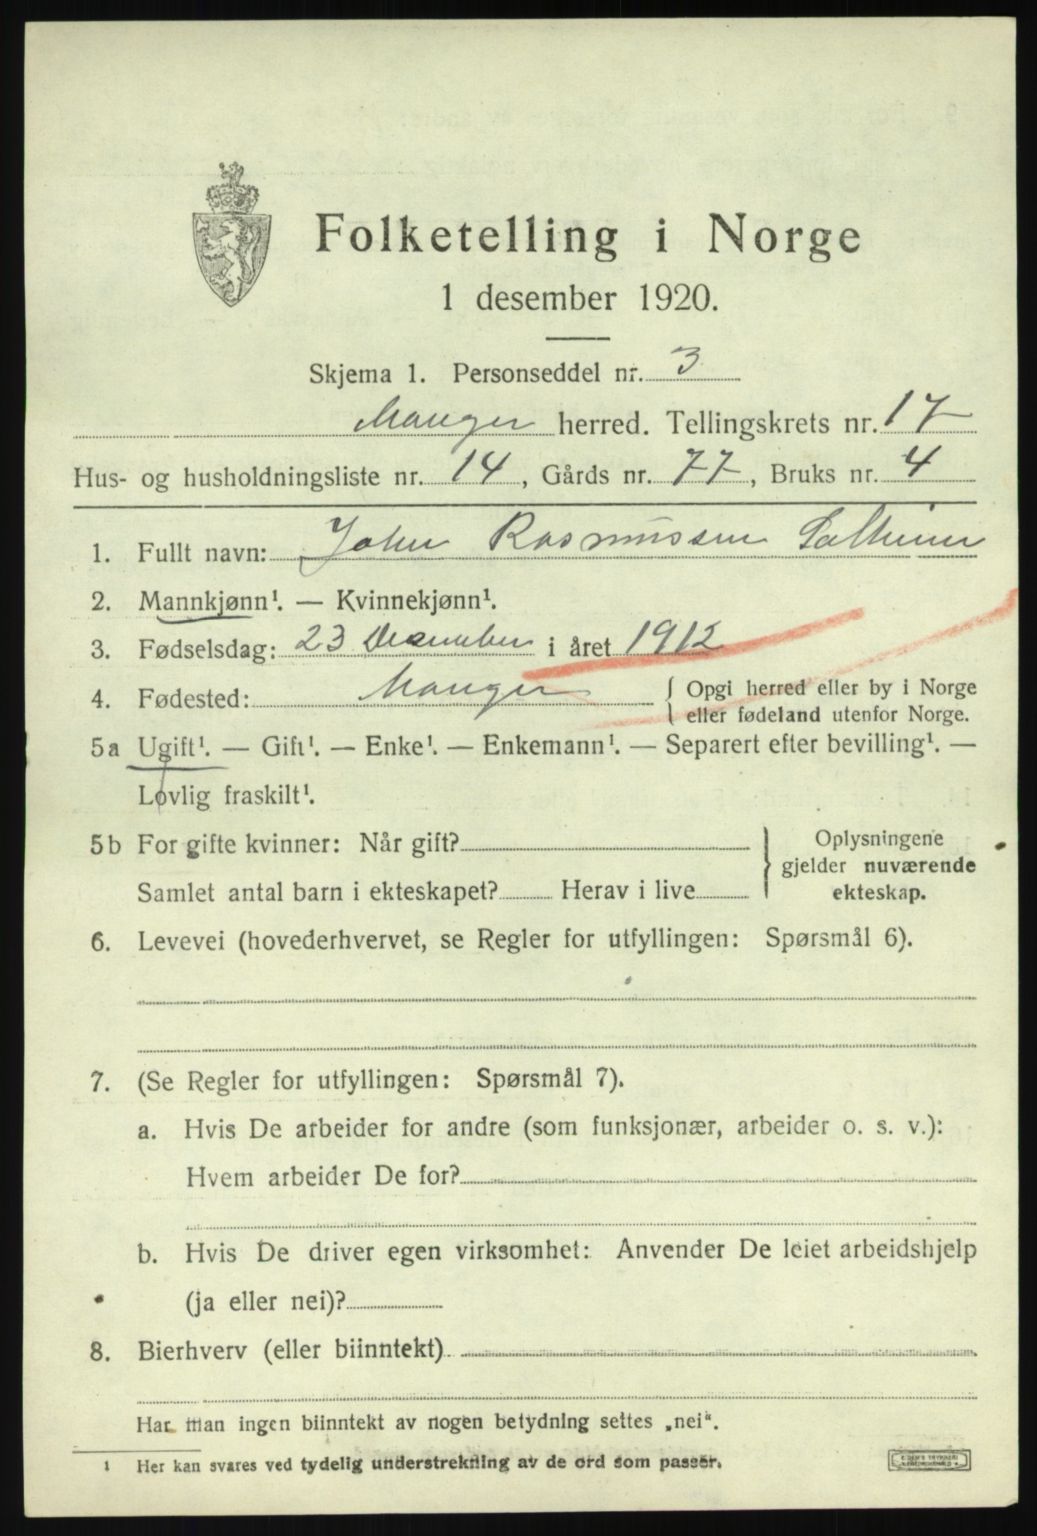 Folketelling i Norge
1 desember 1920.
Skjema 1. Personseddel nr. 3
Manger herred. Tellingskrets nr. 17
Hus- og husholdningsliste nr. 14, Gårds nr. 77, Bruks nr. 4
1. Fullt navn: John Rasmussen
2. Mannkjønn¹. — Kvinnekjønn¹.
3. Fødselsdag: 23 Desember i året 1912
4. Fødested: Manger { Opgi herred eller by i Norge
eller fødeland utenfor Norge.
5a Ugift¹. — Gift¹. — Enke¹. — Enkemann¹. — Separert efter bevilling¹. —
Lovlig fraskilt¹.
5b For gifte kvinner: Når gift?
Samlet antal barn i ekteskapet? Herav i live
} Oplysningene
gjelder nuværende
ekteskap.
6. Levevei (hovederhvervet, se Regler for utfyllingen: Spørsmål 6).
7. (Se Regler for utfyllingen: Spørsmål 7).
a. Hvis De arbeider for andre (som funksjonær, arbeider o. s. v.):
Hvem arbeider De for?
b. Hvis De driver egen virksomhet: Anvender De leiet arbeidshjelp
(ja eller nei)?
8. Bierhverv (eller biinntekt)
Har man ingen biinntekt av nogen betydning settes „nei“.
¹ Her kan svares ved tydelig understrekning av de ord som passer.